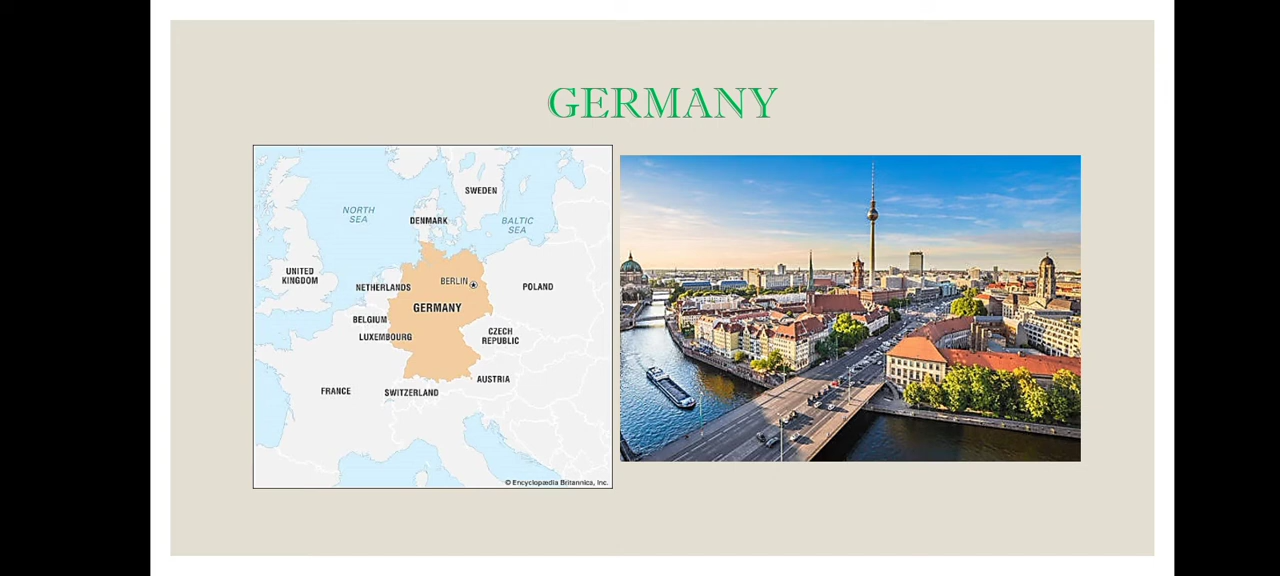 GERMANY
SWEDEN
NORTH
SEA
DENMARK
BALTIC
SEA
UNITED
KINGDOM
BERLIN
NETHERLANDS
POLAND
GERMANY
BELGIUM
CZECH
REPUBLIC
LUXEMBOURG
AUSTRIA
FRANCE
SWITZERLAND
© Encyclopædia Britannica, Inc.